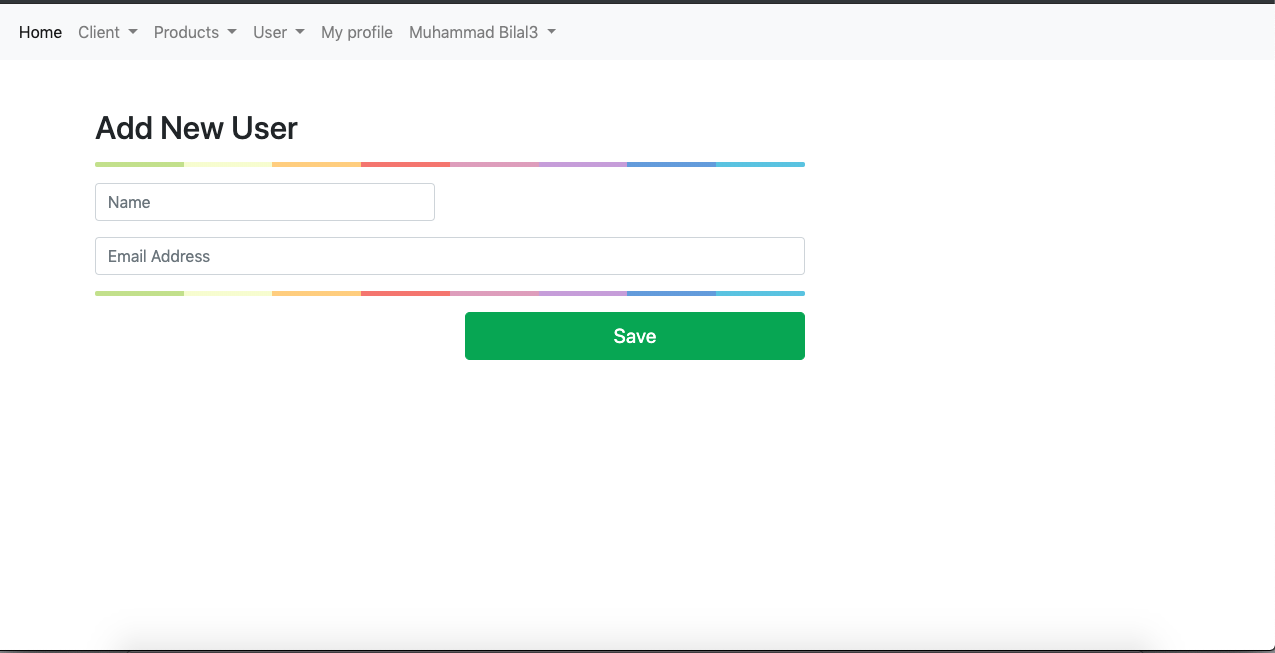 Home Client Products User My profile Muhammad Bilal3
Add New User
Name
Email Address
Save